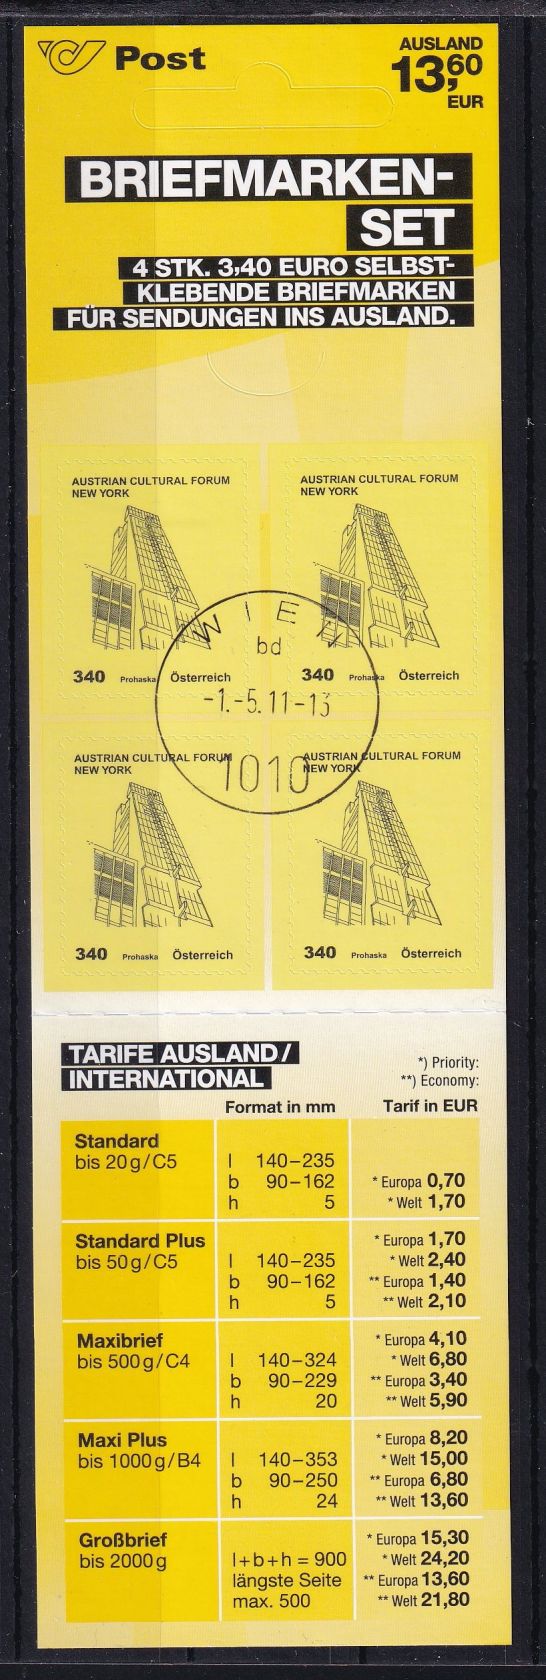 Post
AUSLAND
13,60
EUR
BRIEFMARKEN-
SET
4 STK. 3,40 EURO SELBST-
KLEBENDE BRIEFMARKEN
FÜR SENDUNGEN INS AUSLAND.
AUSTRIAN CULTURAL FORUM
NEW YORK
340 Prohaska Österreich
AUSTRIAN CULTURAL FORUM
NEW YORK
340 Prohaska Österreich
WIEN
bd
-1.-5.11-13
1010
AUSTRIAN CULTURAL FORUM
NEW YORK
340 Prohaska Österreich
AUSTRIAN CULTURAL FORUM
NEW YORK
340 Prohaska Österreich
TARIFE AUSLAND/
INTERNATIONAL
*) Priority:
**) Economy:
Format in mm Tarif in EUR
Standard
bis 20g/C5
l 140–235
b 90–162
h 5
* Europa 0,70
* Welt 1,70
Standard Plus
bis 50g/C5
l 140–235
b 90–162
h 5
* Europa 1,70
* Welt 2,40
** Europa 1,40
** Welt 2,10
Maxibrief
bis 500g/C4
l 140–324
b 90–229
h 20
* Europa 4,10
* Welt 6,80
** Europa 3,40
** Welt 5,90
Maxi Plus
bis 1000g/B4
l 140–353
b 90–250
h 24
* Europa 8,20
* Welt 15,00
** Europa 6,80
** Welt 13,60
Großbrief
bis 2000g
l+b+h = 900
längste Seite
max. 500
* Europa 15,30
* Welt 24,20
** Europa 13,60
** Welt 21,80